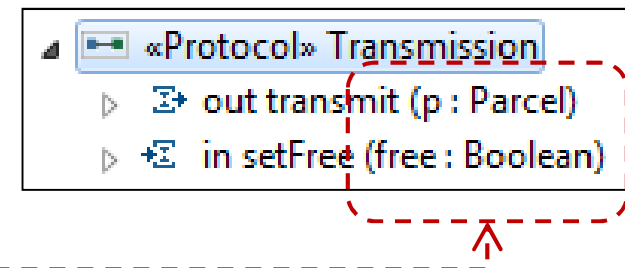 «Protocol» Transmission
out transmit (p : Parcel)
in setFree (free : Boolean)